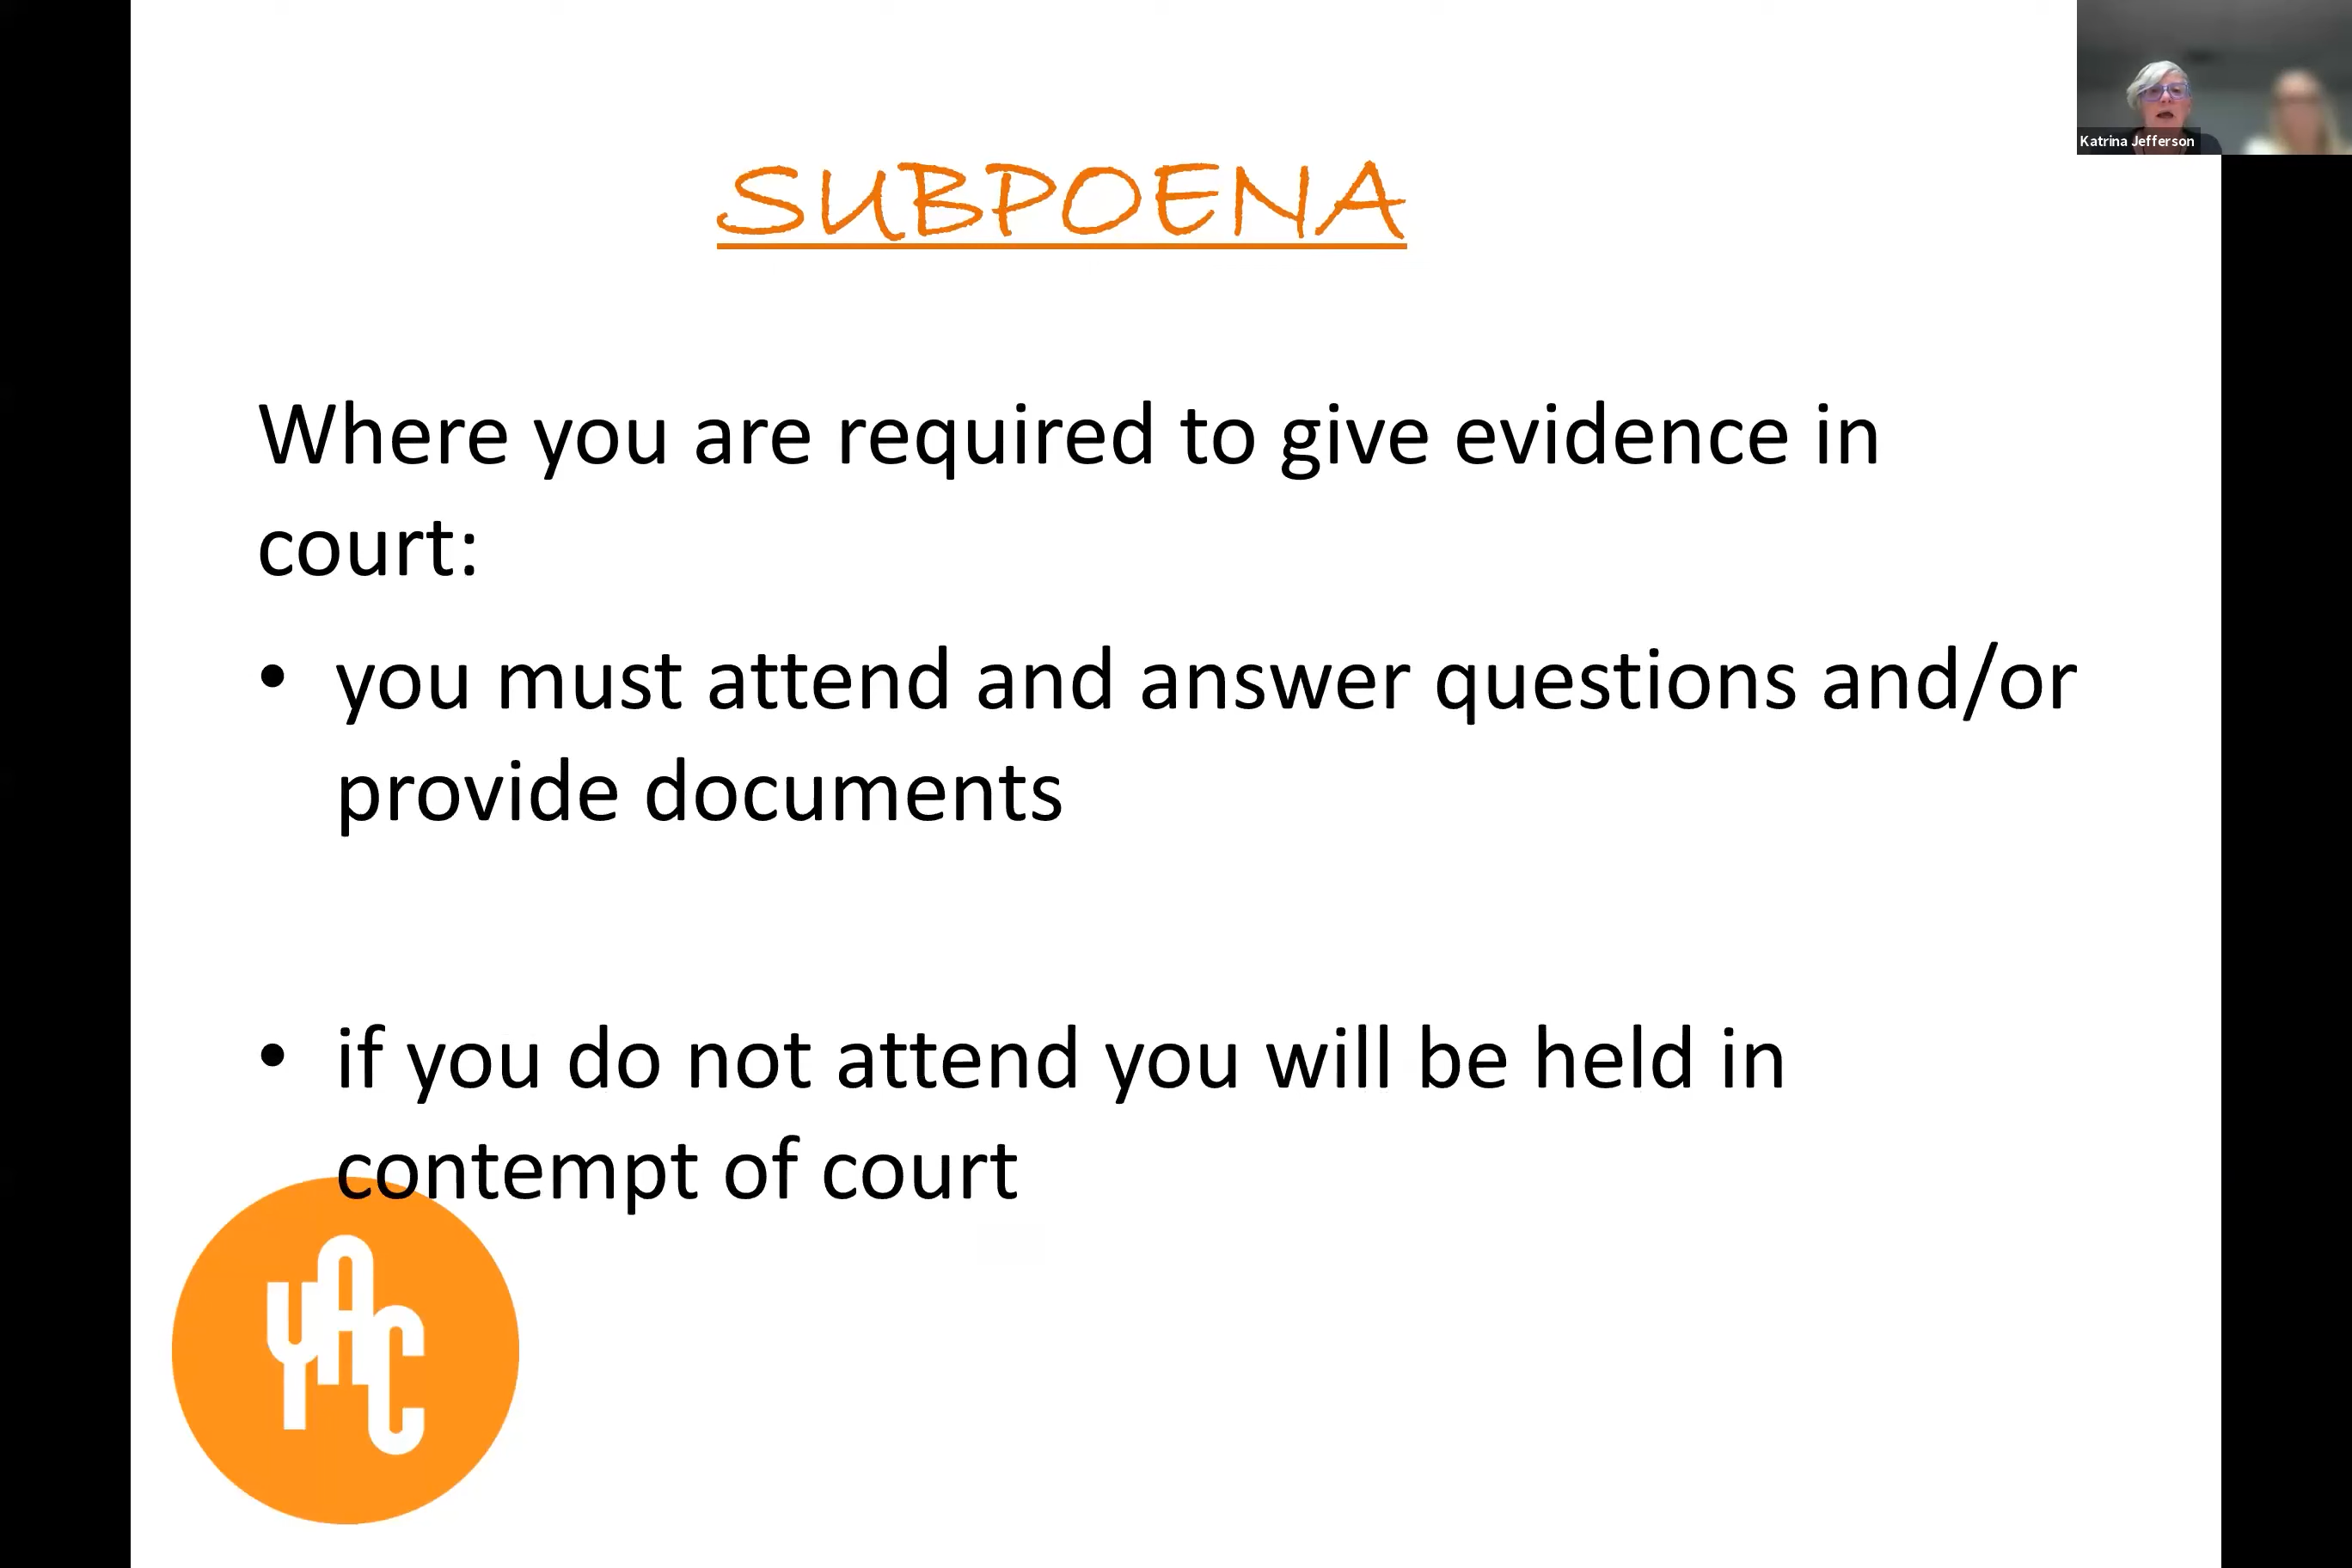 Katrina Jefferson
SUBPOENA
Where you are required to give evidence in
court:
• you must attend and answer questions and/or
provide documents
• if you do not attend you will be held in
contempt of court
YAC